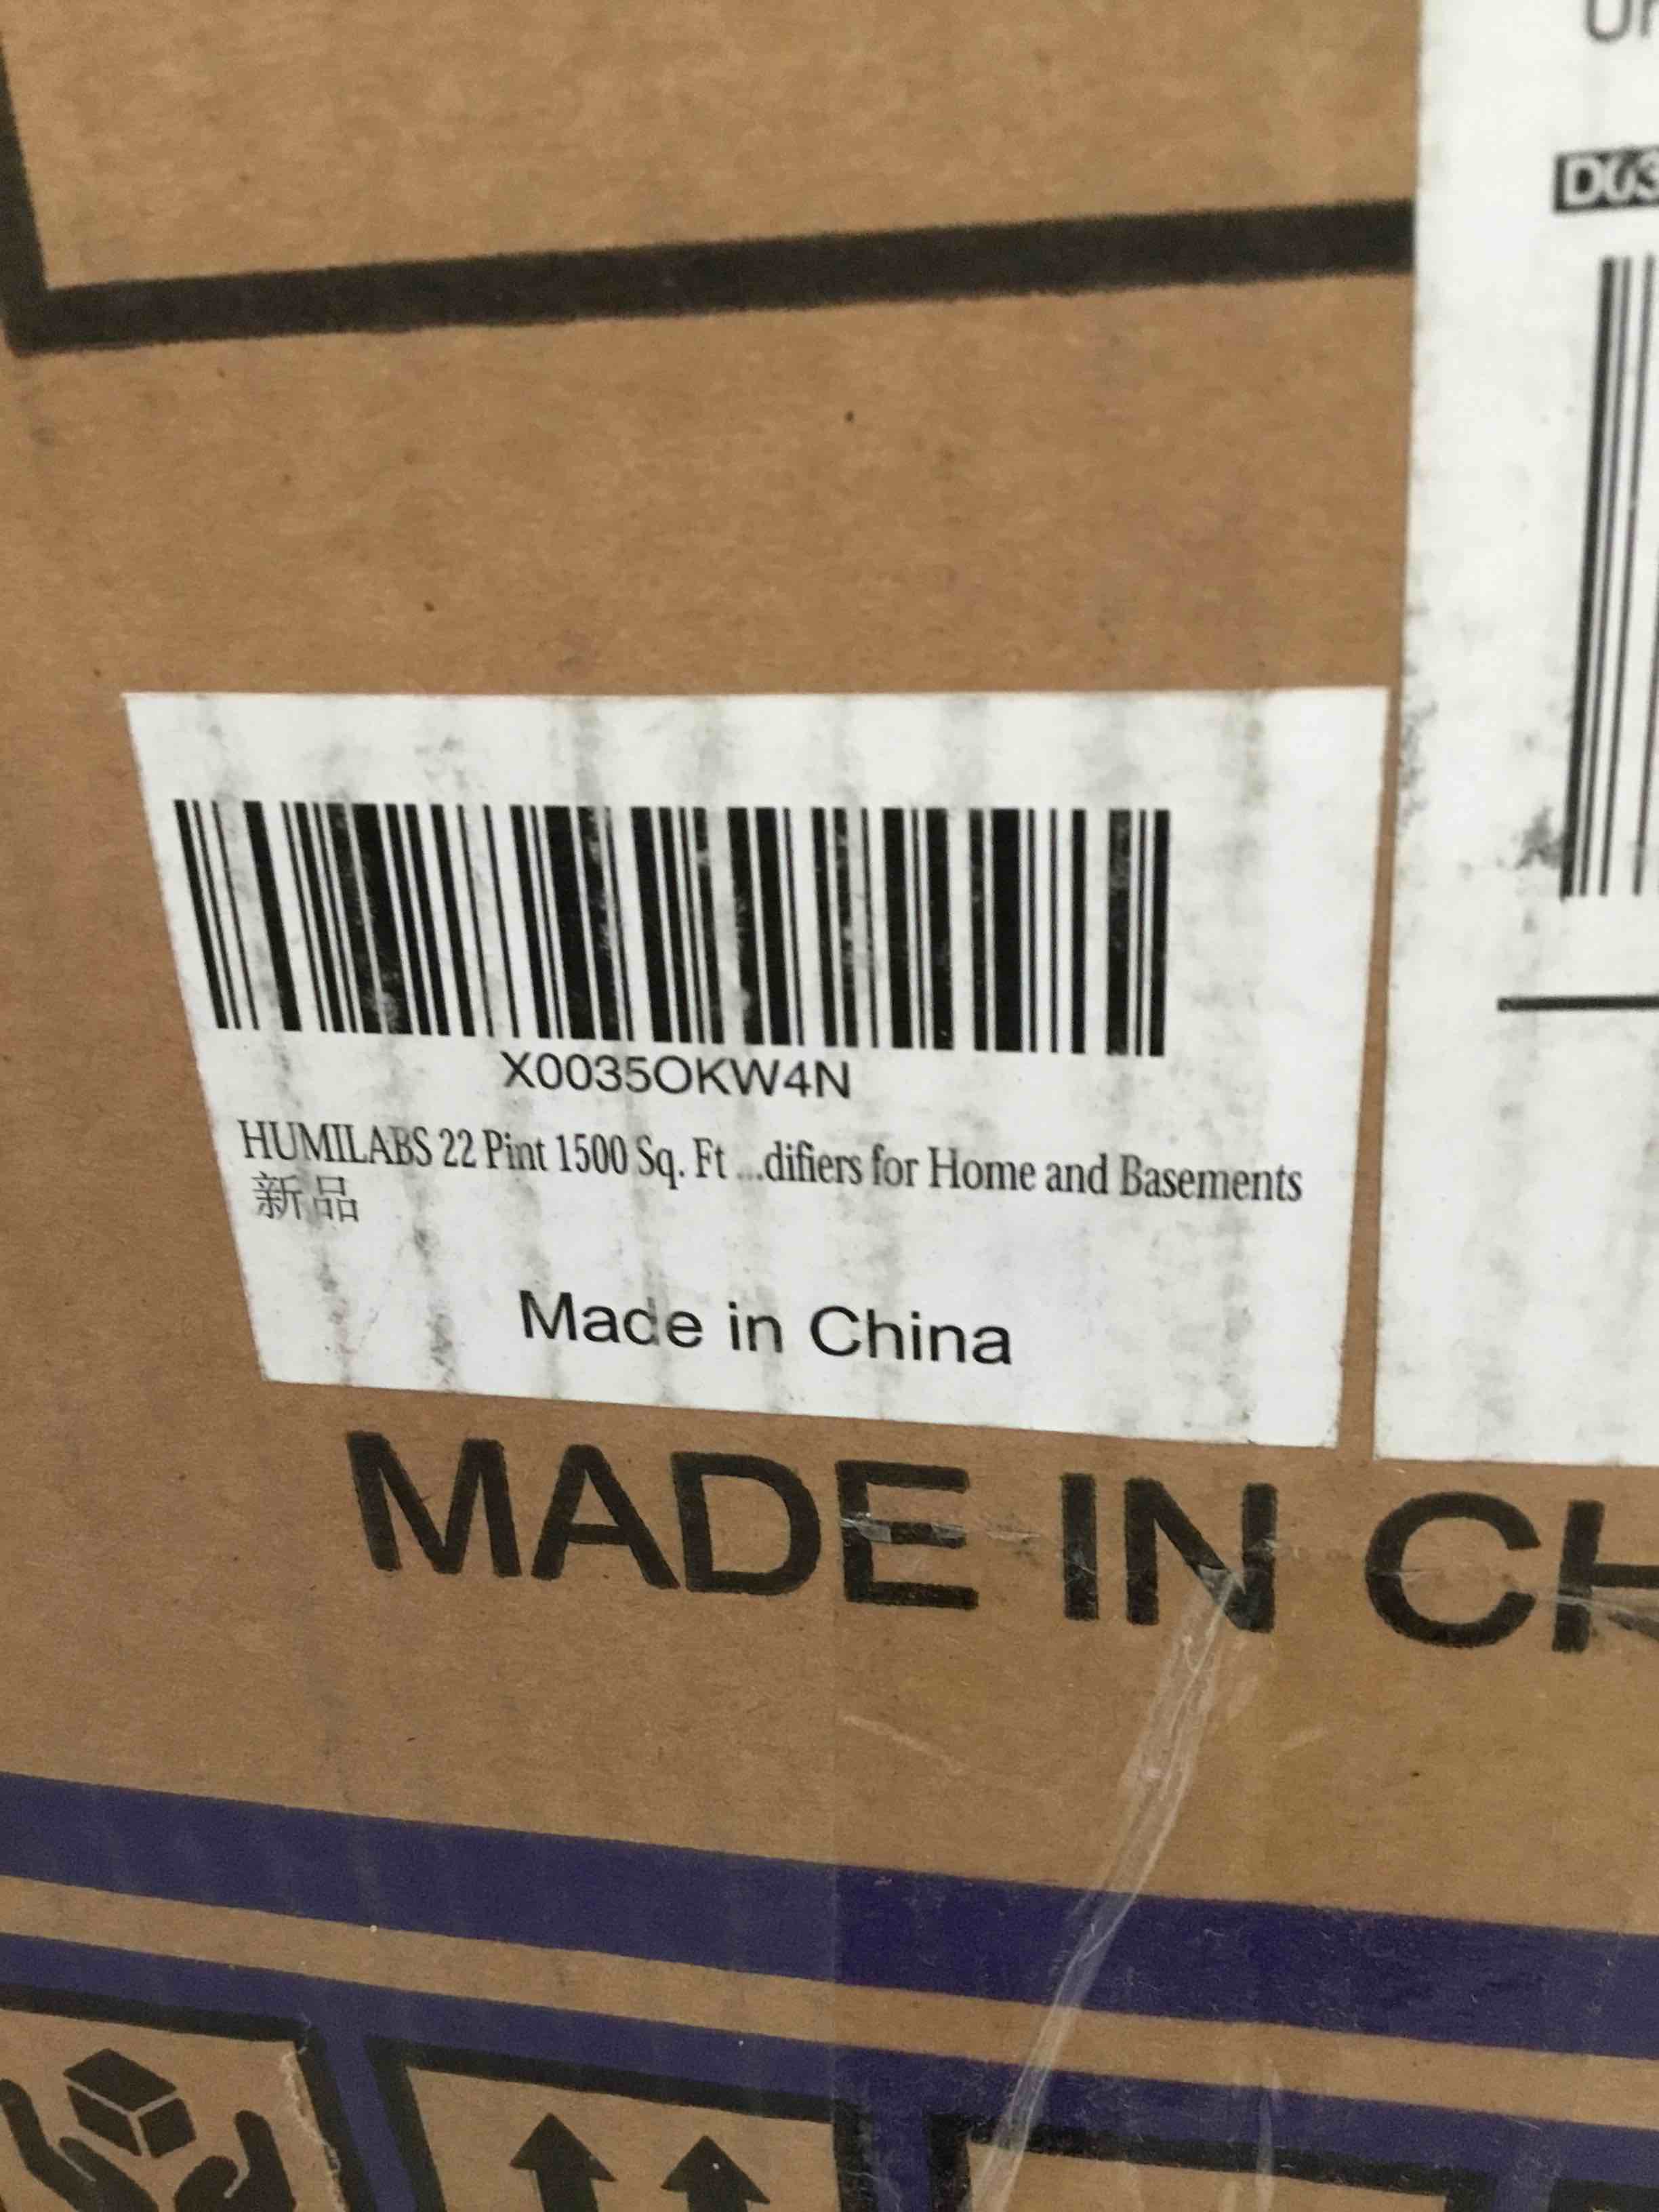 D03
X0035OKW4N
HUMILABS 22 Pint 1500 Sq. Ft ...difiers for Home and Basements
新品
Made in China
MADE IN CH